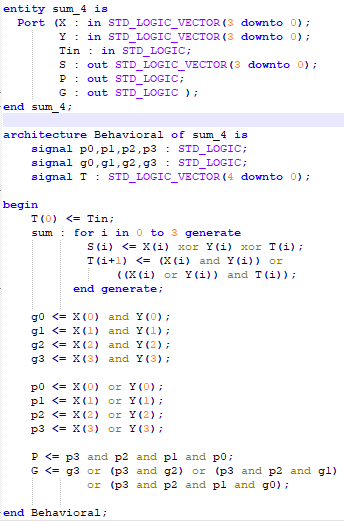 entity sum_4 is
Port (X : in STD_LOGIC_VECTOR(3 downto 0);
Y : in STD_LOGIC_VECTOR(3 downto 0);
Tin : in STD_LOGIC;
S : out STD_LOGIC_VECTOR(3 downto 0);
P : out STD_LOGIC;
G : out STD_LOGIC );
end sum_4;
architecture Behavioral of sum_4 is
signal p0,p1,p2,p3 : STD_LOGIC;
signal g0,g1,g2,g3 : STD_LOGIC;
signal T : STD_LOGIC_VECTOR(4 downto 0);
begin
T(0) <= Tin;
sum : for i in 0 to 3 generate
S(i) <= X(i) xor Y(i) xor T(i);
T(i+1) <= (X(i) and Y(i)) or
((X(i) or Y(i)) and T(i));
end generate;
g0 <= X(0) and Y(0);
g1 <= X(1) and Y(1);
g2 <= X(2) and Y(2);
g3 <= X(3) and Y(3);
p0 <= X(0) or Y(0);
p1 <= X(1) or Y(1);
p2 <= X(2) or Y(2);
p3 <= X(3) or Y(3);
P <= p3 and p2 and p1 and p0;
G <= g3 or (p3 and g2) or (p3 and p2 and g1)
or (p3 and p2 and p1 and g0);
end Behavioral;